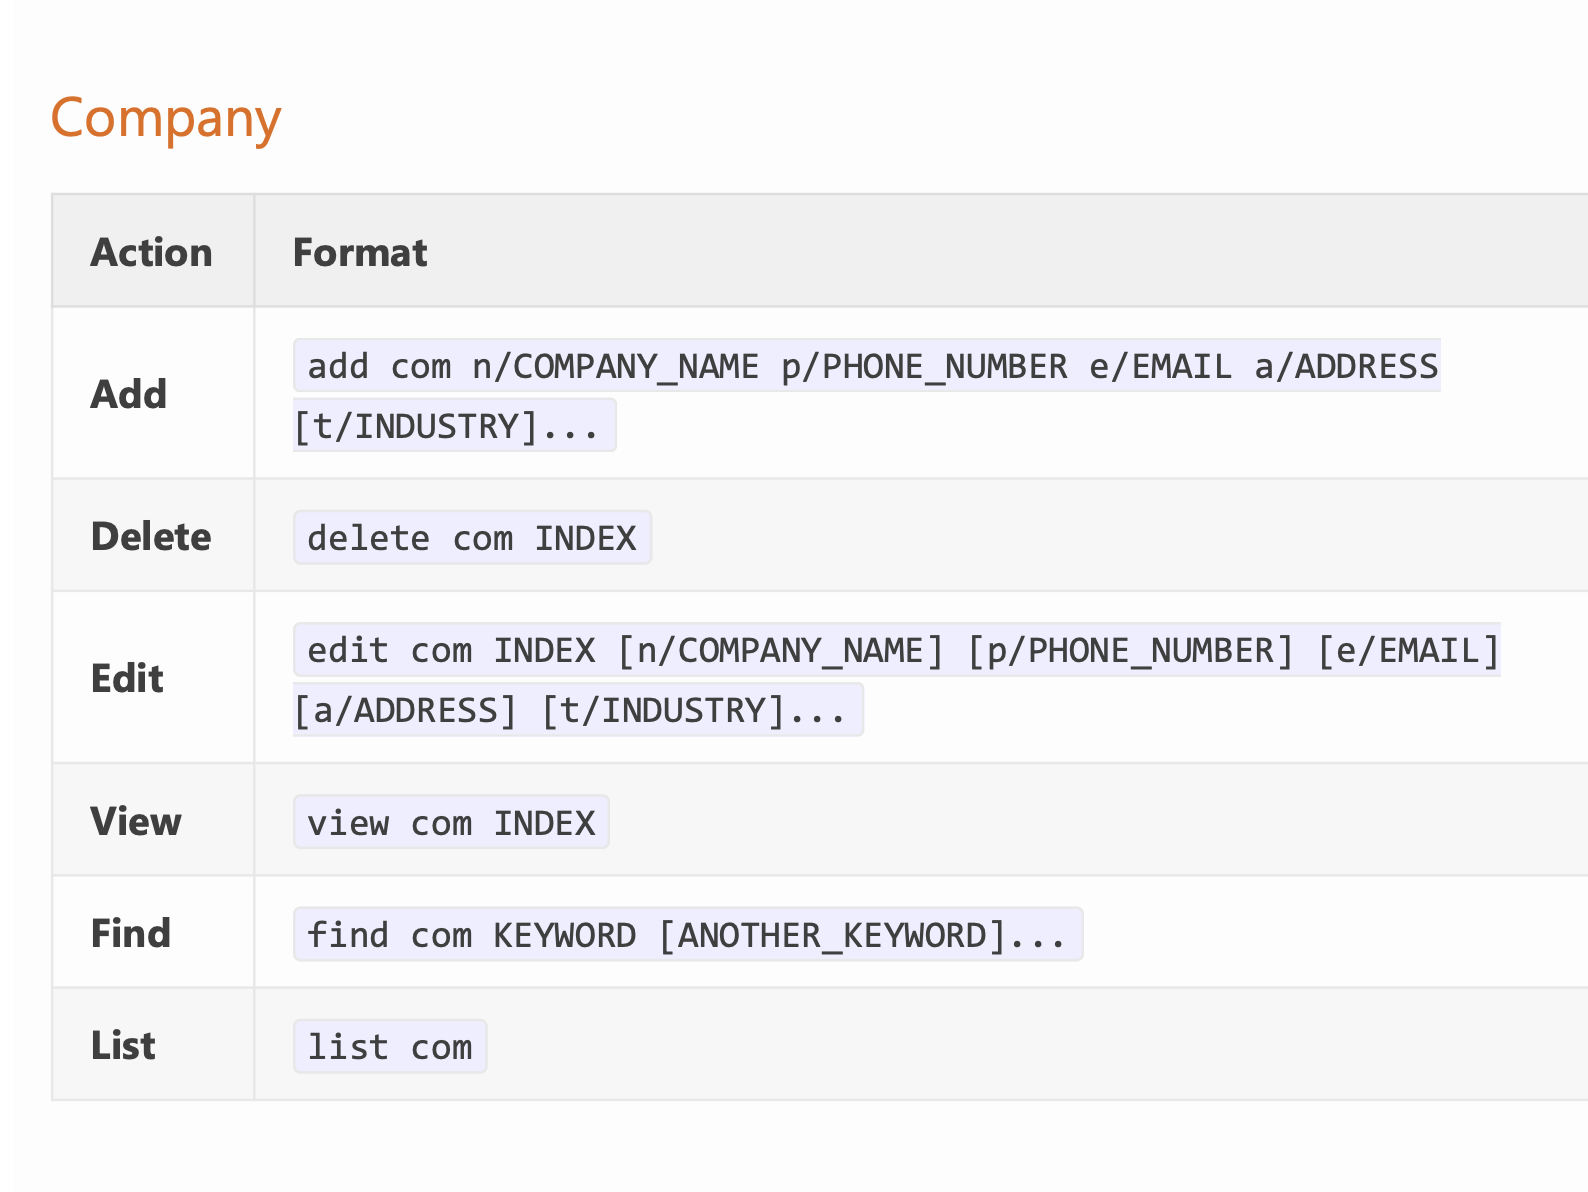 Company
Action Format
Add
add com n/COMPANY_NAME p/PHONE_NUMBER e/EMAIL a/ADDRESS
[t/INDUSTRY]...
Delete
delete com INDEX
Edit
edit com INDEX [n/COMPANY_NAME] [p/PHONE_NUMBER] [e/EMAIL]
[a/ADDRESS] [t/INDUSTRY]...
View
view com INDEX
Find
find com KEYWORD [ANOTHER_KEYWORD]...
List
list com